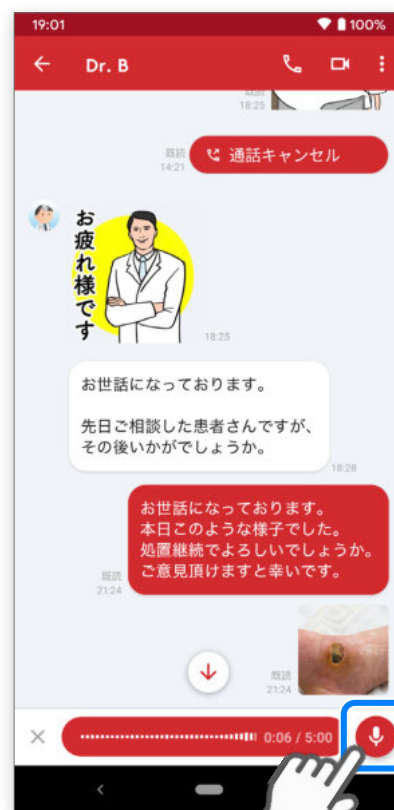 19:01
100%
Dr. B
18:25
既読
14:21
通話キャンセル
お疲れ様です
18:25
お世話になっております。
先日ご相談した患者さんですが、
その後いかがでしょうか。
18:28
お世話になっております。
本日このような様子でした。
処置継続でよろしいでしょうか。
ご意見頂けますと幸いです。
既読
21:24
既読
21:24
0:06 / 5:00